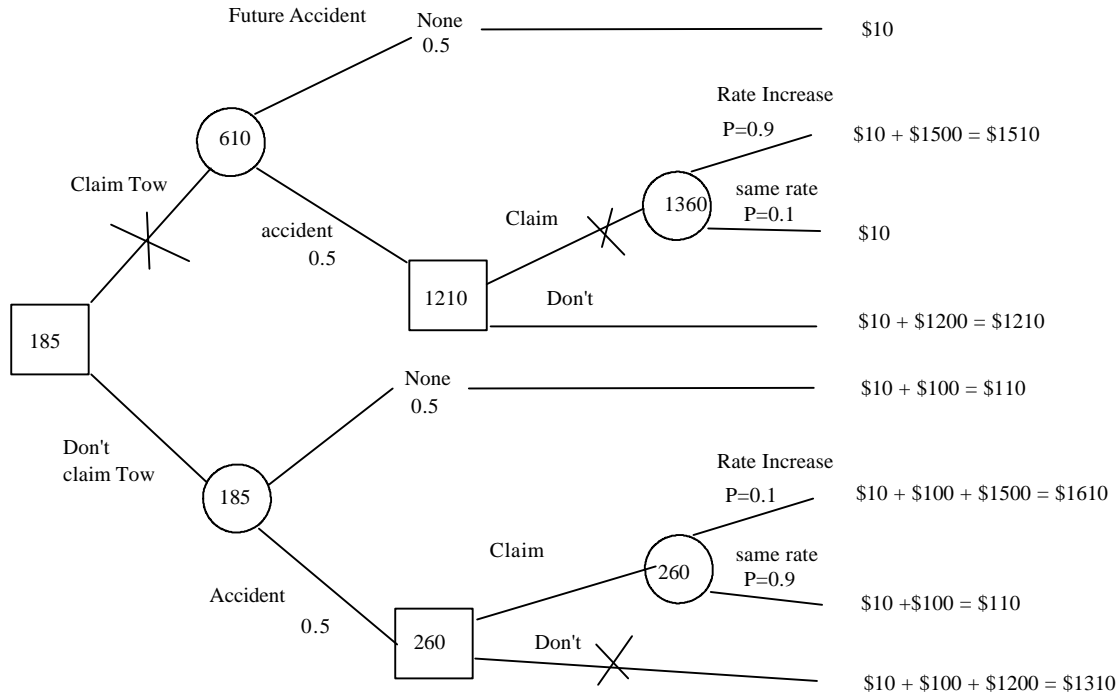 Future Accident
None
0.5
$10
610
Rate Increase
P=0.9
$10 + $1500 = $1510
Claim Tow
1360
same rate
P=0.1
$10
Claim
accident
0.5
1210
Don't
$10 + $1200 = $1210
185
None
0.5
$10 + $100 = $110
Don't
claim Tow
185
Rate Increase
P=0.1
$10 + $100 + $1500 = $1610
Claim
260
same rate
P=0.9
$10 +$100 = $110
Accident
0.5
260
Don't
$10 + $100 + $1200 = $1310